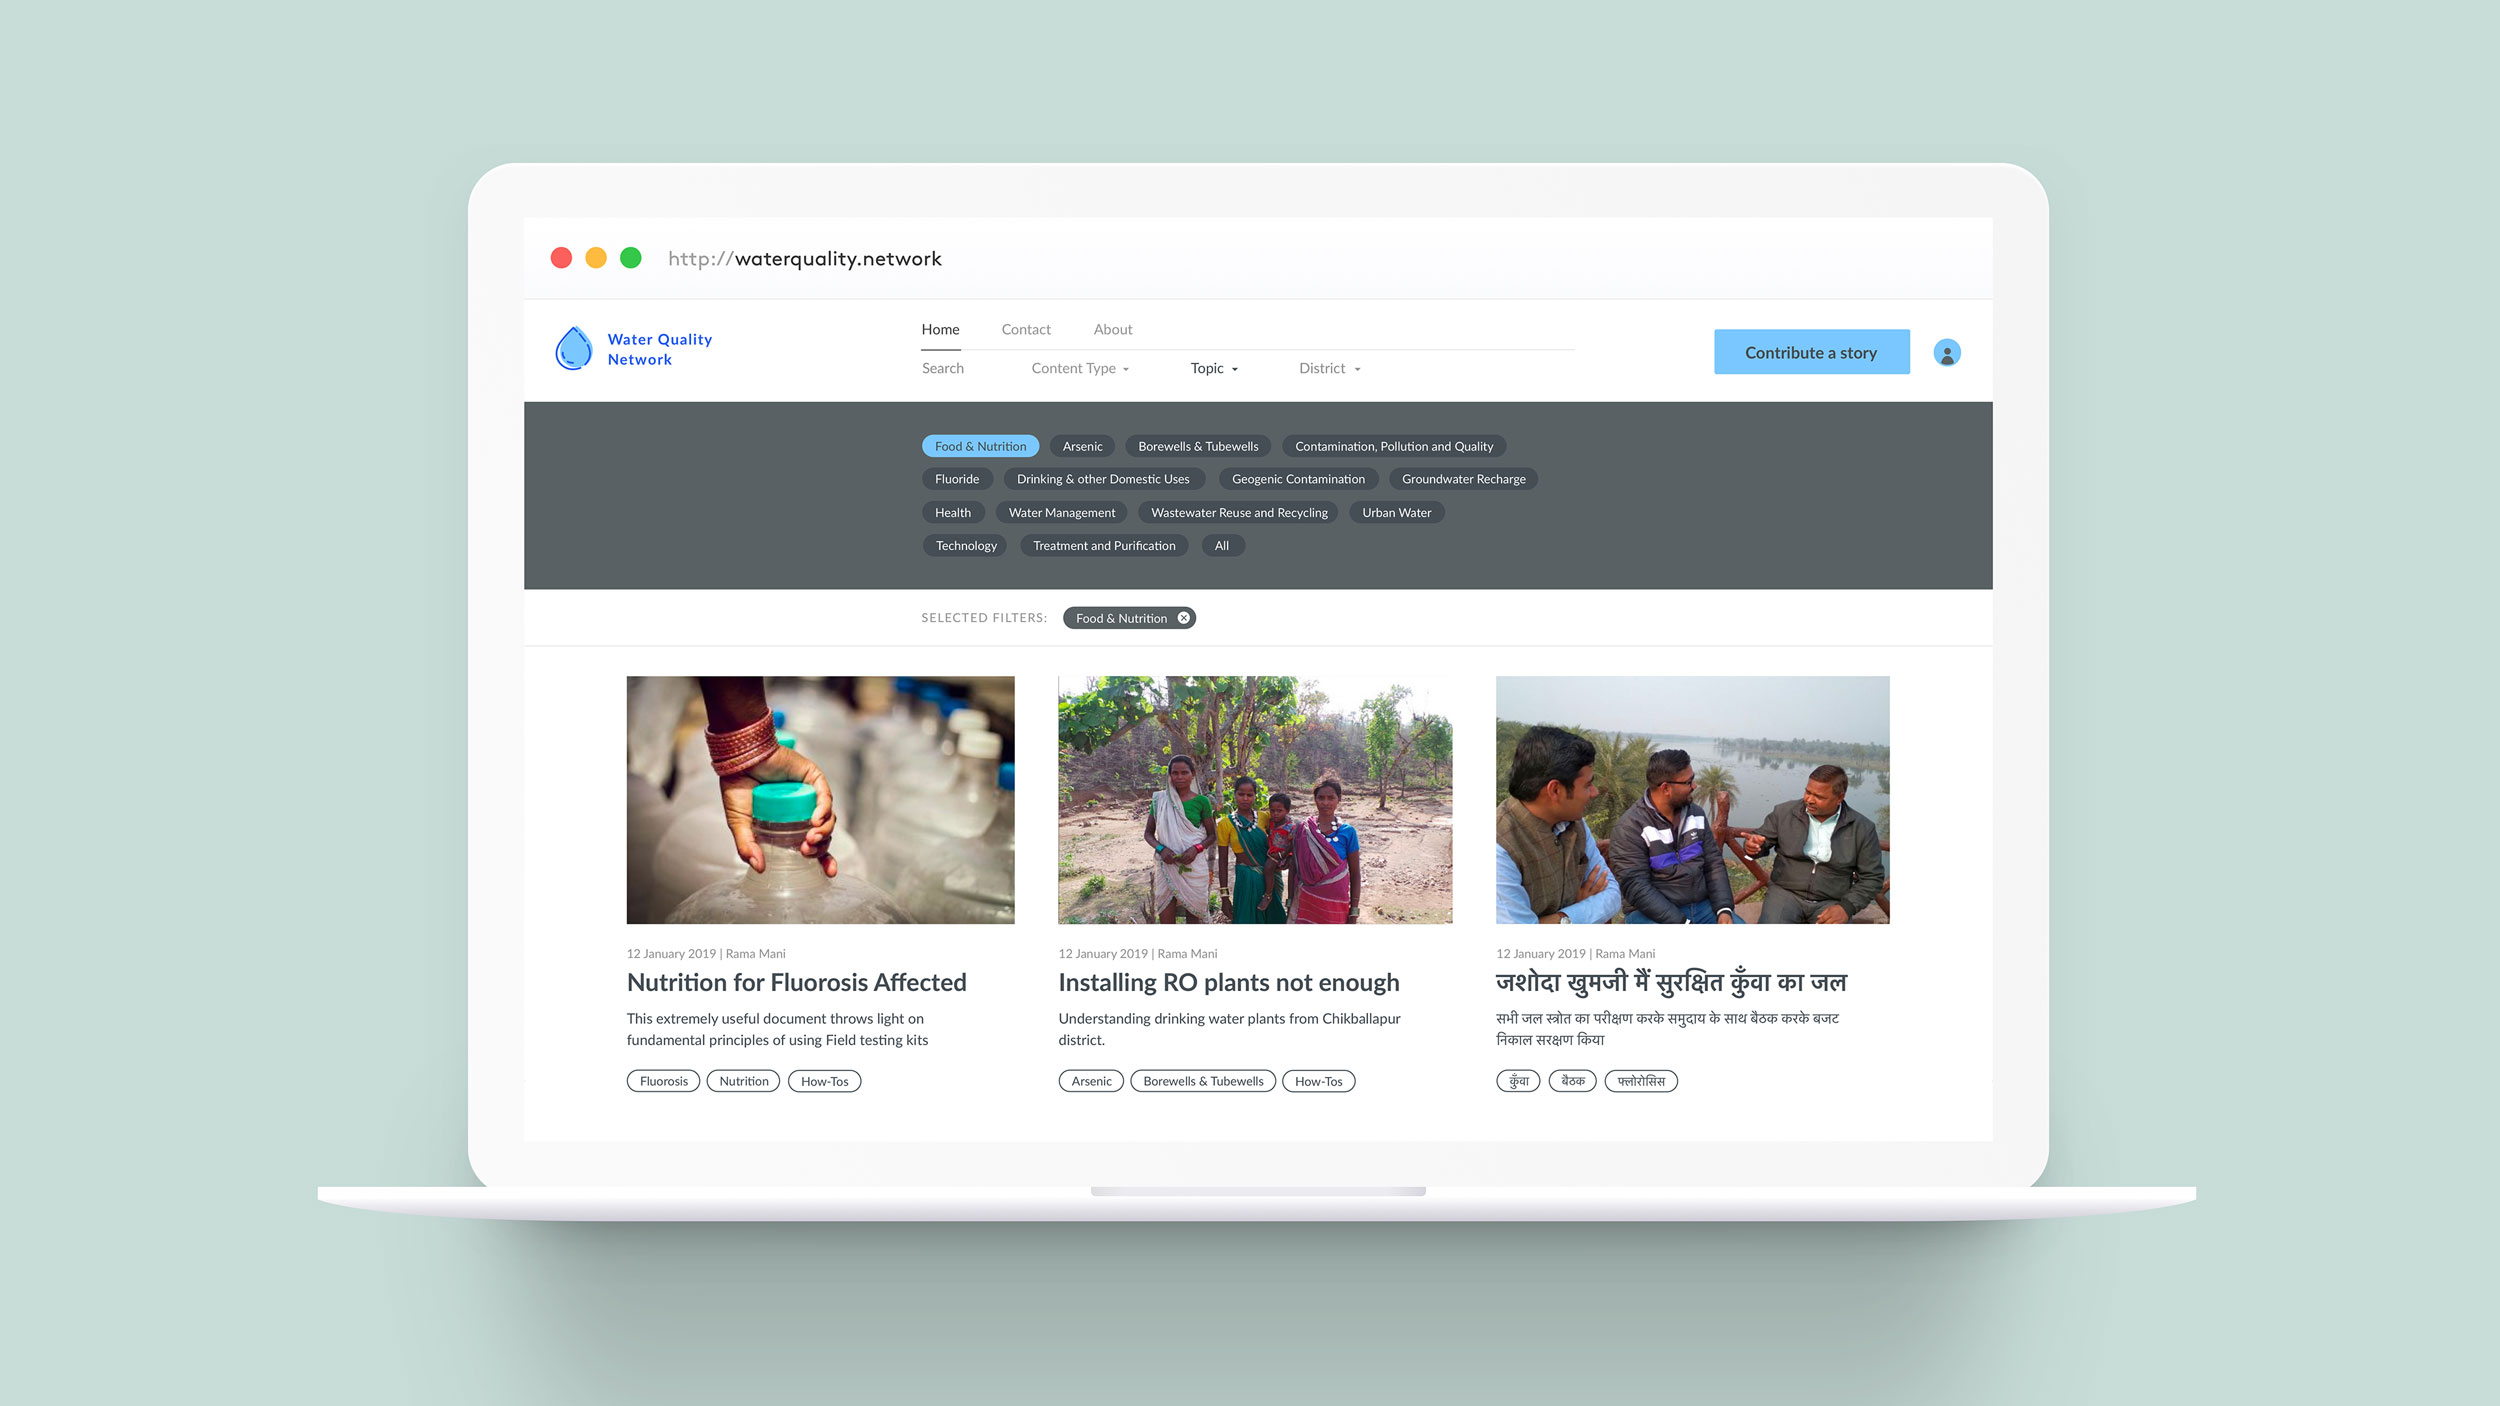 http://waterquality.network
Water Quality
Network
Home Contact About
Search Content Type Topic District
Contribute a story
Food & Nutrition Arsenic Borewells & Tubewells Contamination, Pollution and Quality
Fluoride Drinking & other Domestic Uses Geogenic Contamination Groundwater Recharge
Health Water Management Wastewater Reuse and Recycling Urban Water
Technology Treatment and Purification All
SELECTED FILTERS: Food & Nutrition
12 January 2019 | Rama Mani
Nutrition for Fluorosis Affected
This extremely useful document throws light on
fundamental principles of using Field testing kits
Fluorosis Nutrition How-Tos
12 January 2019 | Rama Mani
Installing RO plants not enough
Understanding drinking water plants from Chikballapur
district.
Arsenic Borewells & Tubewells How-Tos
12 January 2019 | Rama Mani
जशोदा खुमजी मैं सुरक्षित कुँवा का जल
सभी जल स्त्रोत का परीक्षण करके समुदाय के साथ बैठक करके बजट
निकाल सरक्षण किया
कुँवा बैठक फ्लोरोसिस